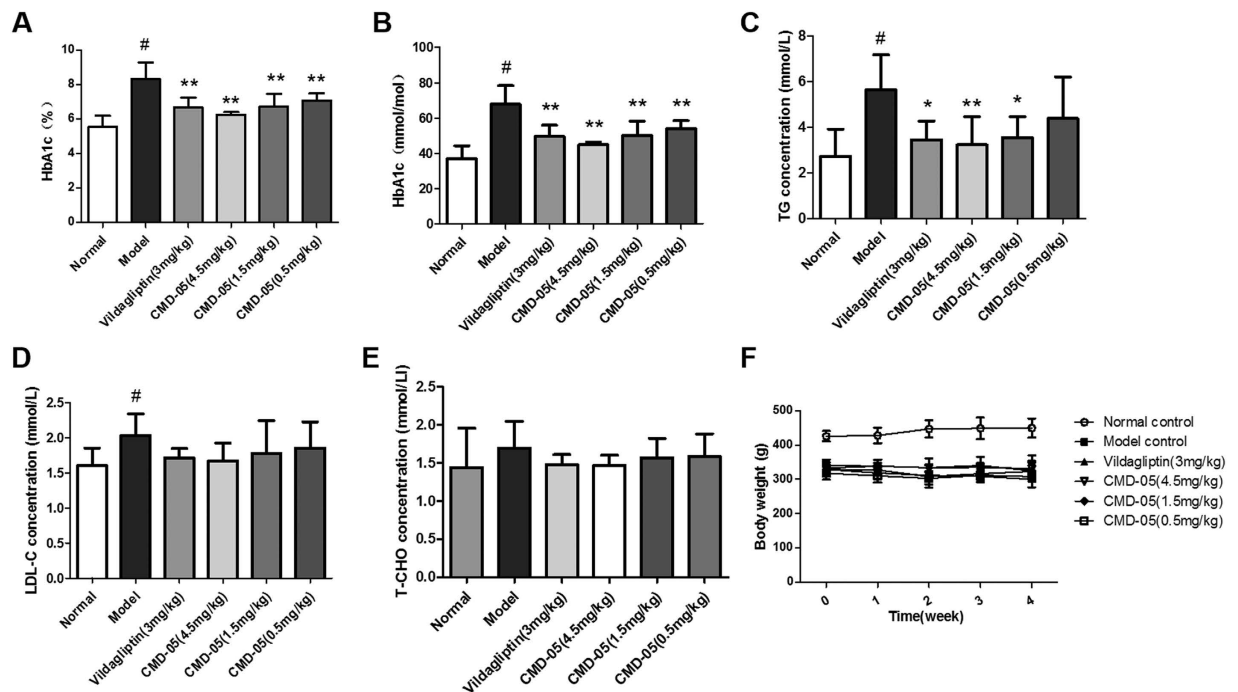 A
HbA1c (%)
10
8
6
4
2
0
#
**
**
**
**
Normal
Model
Vildagliptin(3mg/kg)
CMD-05(4.5mg/kg)
CMD-05(1.5mg/kg)
CMD-05(0.5mg/kg)
B
HbA1c (mmol/mol)
100
80
60
40
20
0
#
**
**
**
**
Normal
Model
Vildagliptin(3mg/kg)
CMD-05(4.5mg/kg)
CMD-05(1.5mg/kg)
CMD-05(0.5mg/kg)
C
TG concentration (mmol/L)
8
6
4
2
0
#
*
**
*
Normal
Model
Vildagliptin(3mg/kg)
CMD-05(4.5mg/kg)
CMD-05(1.5mg/kg)
CMD-05(0.5mg/kg)
D
LDL-C concentration (mmol/L)
2.5
2.0
1.5
1.0
0.5
0.0
#
Normal
Model
Vildagliptin(3mg/kg)
CMD-05(4.5mg/kg)
CMD-05(1.5mg/kg)
CMD-05(0.5mg/kg)
E
T-CHO concentration (mmol/Ll)
2.5
2.0
1.5
1.0
0.5
0.0
Normal
Model
Vildagliptin(3mg/kg)
CMD-05(4.5mg/kg)
CMD-05(1.5mg/kg)
CMD-05(0.5mg/kg)
F
Body weight (g)
500
400
300
200
100
0
0
1
2
3
4
Time(week)
Normal control
Model control
Vildagliptin(3mg/kg)
CMD-05(4.5mg/kg)
CMD-05(1.5mg/kg)
CMD-05(0.5mg/kg)